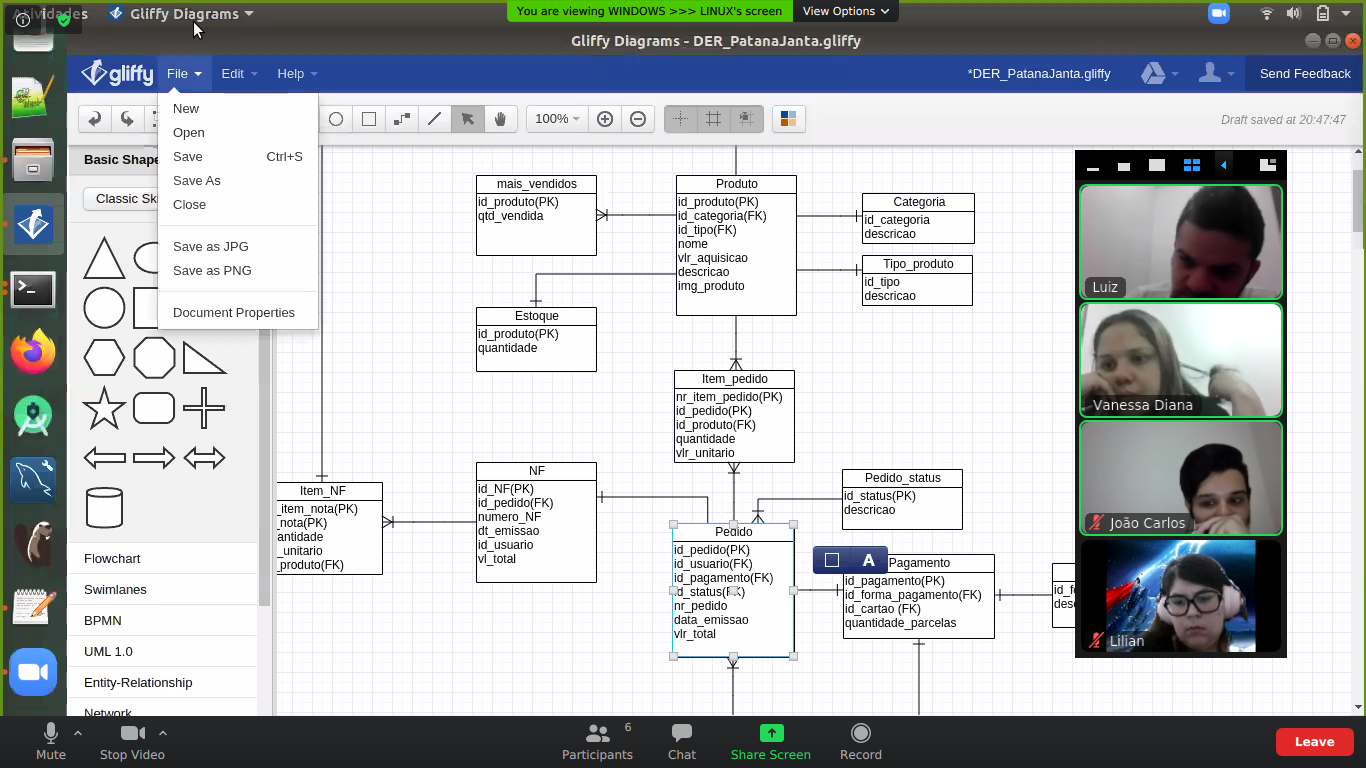 Atividades
Gliffy Diagrams
You are viewing WINDOWS >>> LINUX's screen
View Options
Gliffy Diagrams - DER_PatanaJanta.gliffy
gliffy
File
Edit
Help
*DER_PatanaJanta.gliffy
Send Feedback
New
Open
Save Ctrl+S
Save As
Close
Save as JPG
Save as PNG
Document Properties
100%
Draft saved at 20:47:47
Basic Shape
Classic Sk
Flowchart
Swimlanes
BPMN
UML 1.0
Entity-Relationship
Network
mais_vendidos
id_produto(PK)
qtd_vendida
Produto
id_produto(PK)
id_categoria(FK)
id_tipo(FK)
nome
vlr_aquisicao
descricao
img_produto
Categoria
id_categoria
descricao
Tipo_produto
id_tipo
descricao
Estoque
id_produto(PK)
quantidade
Item_pedido
nr_item_pedido(PK)
id_pedido(PK)
id_produto(FK)
quantidade
vlr_unitario
Item_NF
_item_nota(PK)
_nota(PK)
antidade
_unitario
_produto(FK)
NF
id_NF(PK)
id_pedido(FK)
numero_NF
dt_emissao
id_usuario
vl_total
Pedido_status
id_status(PK)
descricao
Pedido
id_pedido(PK)
id_usuario(FK)
id_pagamento(FK)
id_status(FK)
nr_pedido
data_emissao
vlr_total
A
Pagamento
id_pagamento(PK)
id_forma_pagamento(FK)
id_cartao (FK)
quantidade_parcelas
id_fo
desc
Luiz
Vanessa Diana
João Carlos
Lilian
Mute
Stop Video
Participants
6
Chat
Share Screen
Record
Leave